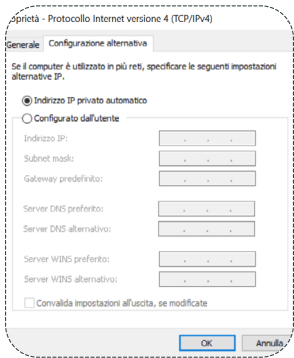 oprietà - Protocollo Internet versione 4 (TCP/IPv4)
Generale Configurazione alternativa
Se il computer è utilizzato in più reti, specificare le seguenti impostazioni
alternative IP.
Indirizzo IP privato automatico
Configurato dall'utente
Indirizzo IP:
Subnet mask:
Gateway predefinito:
Server DNS preferito:
Server DNS alternativo:
Server WINS preferito:
Server WINS alternativo:
Convalida impostazioni all'uscita, se modificate
OK Annulla